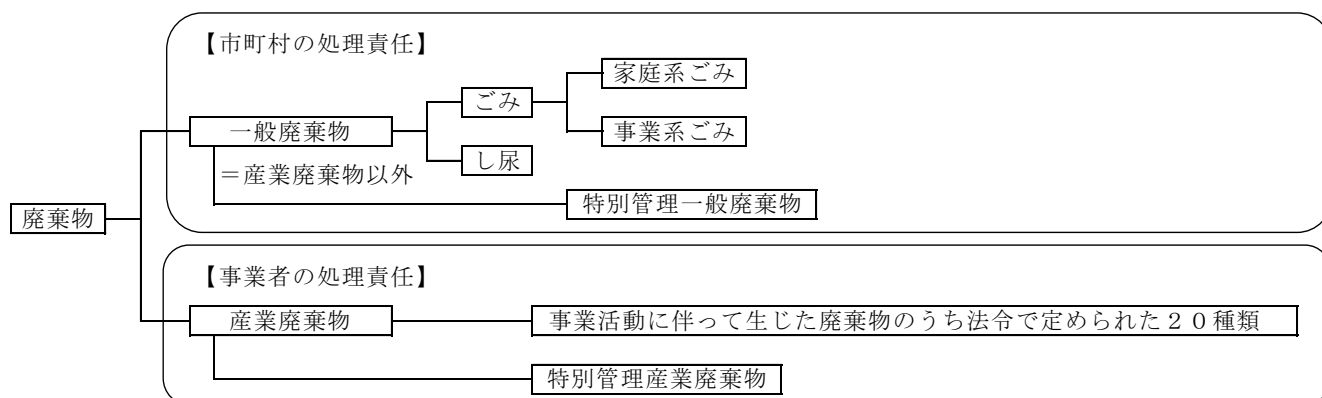 【市町村の処理責任】
家庭系ごみ
ごみ
一般廃棄物
事業系ごみ
し尿
＝産業廃棄物以外
特別管理一般廃棄物
廃棄物
【事業者の処理責任】
産業廃棄物
事業活動に伴って生じた廃棄物のうち法令で定められた２０種類
特別管理産業廃棄物